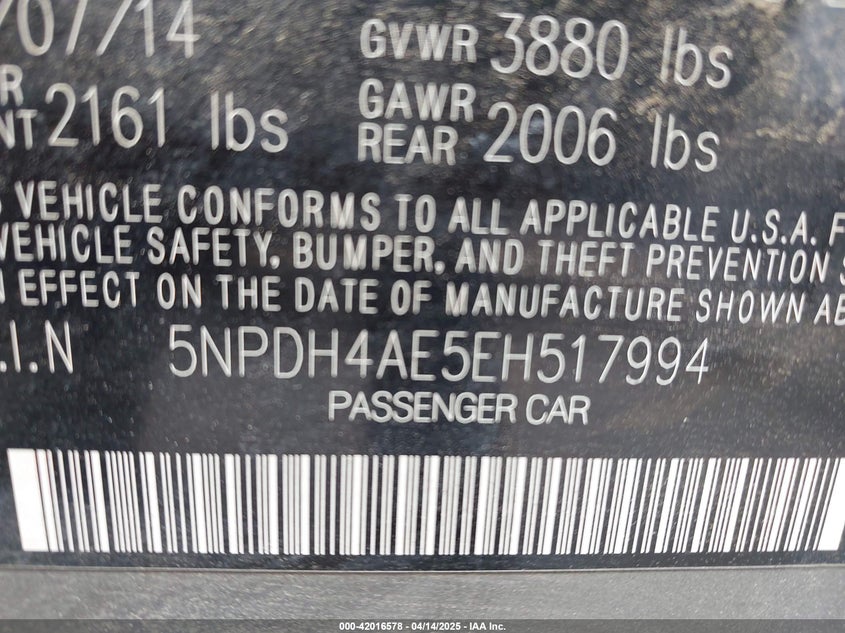 07/14 GVWR 3880 lbs
GAWR
NT 2161 lbs REAR 2006 lbs
VEHICLE CONFORMS TO ALL APPLICABLE U.S.A. F
VEHICLE SAFETY, BUMPER, AND THEFT PREVENTION S
EFFECT ON THE DATE OF MANUFACTURE SHOWN AB
.I.N 5NPDH4AE5EH517994
PASSENGER CAR
000-42016578 | 04/14/2025 - IAA Inc.